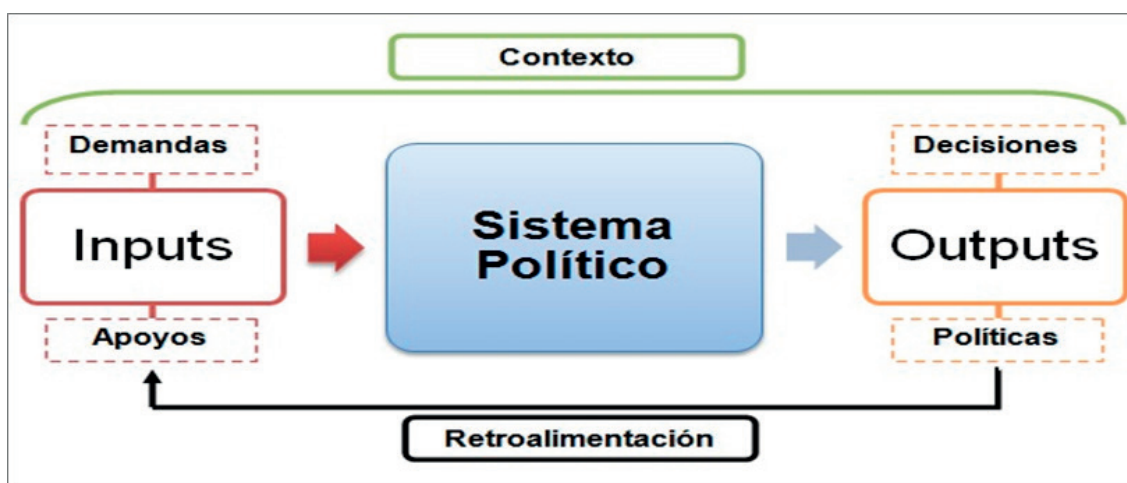 Contexto
Demandas
Decisiones
Inputs
Sistema
Político
Outputs
Apoyos
Políticas
Retroalimentación